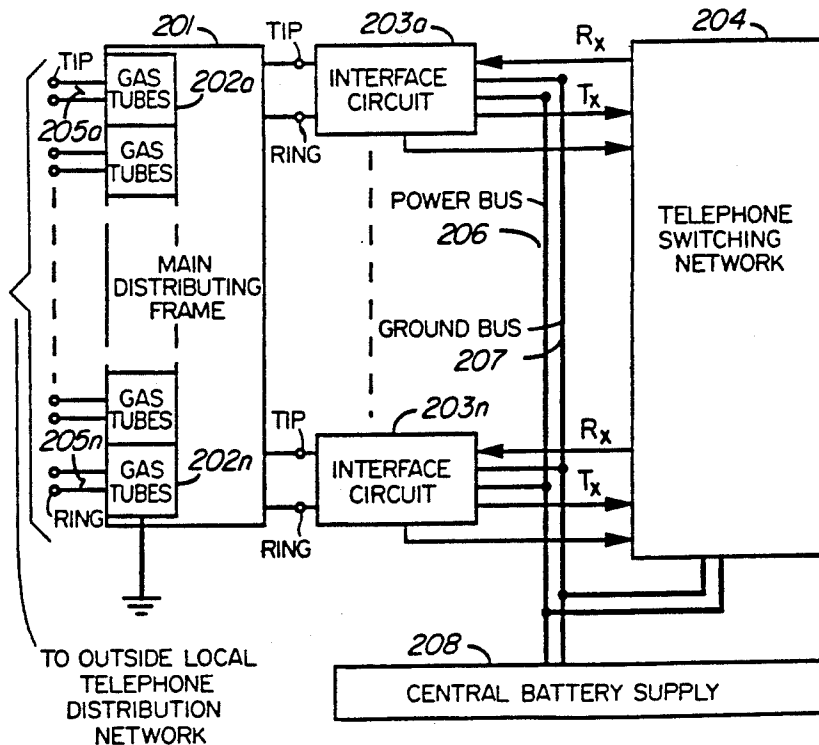 201
203a
204
TIP
Rx
TIP
GAS
TUBES
202a
INTERFACE
CIRCUIT
Tx
205a
GAS
TUBES
RING
POWER BUS
206
TELEPHONE
SWITCHING
NETWORK
MAIN
DISTRIBUTING
FRAME
GROUND BUS
207
GAS
TUBES
TIP
203n
Rx
205n
GAS
TUBES
202n
INTERFACE
CIRCUIT
Tx
RING
RING
TO OUTSIDE LOCAL
TELEPHONE
DISTRIBUTION
NETWORK
208
CENTRAL BATTERY SUPPLY